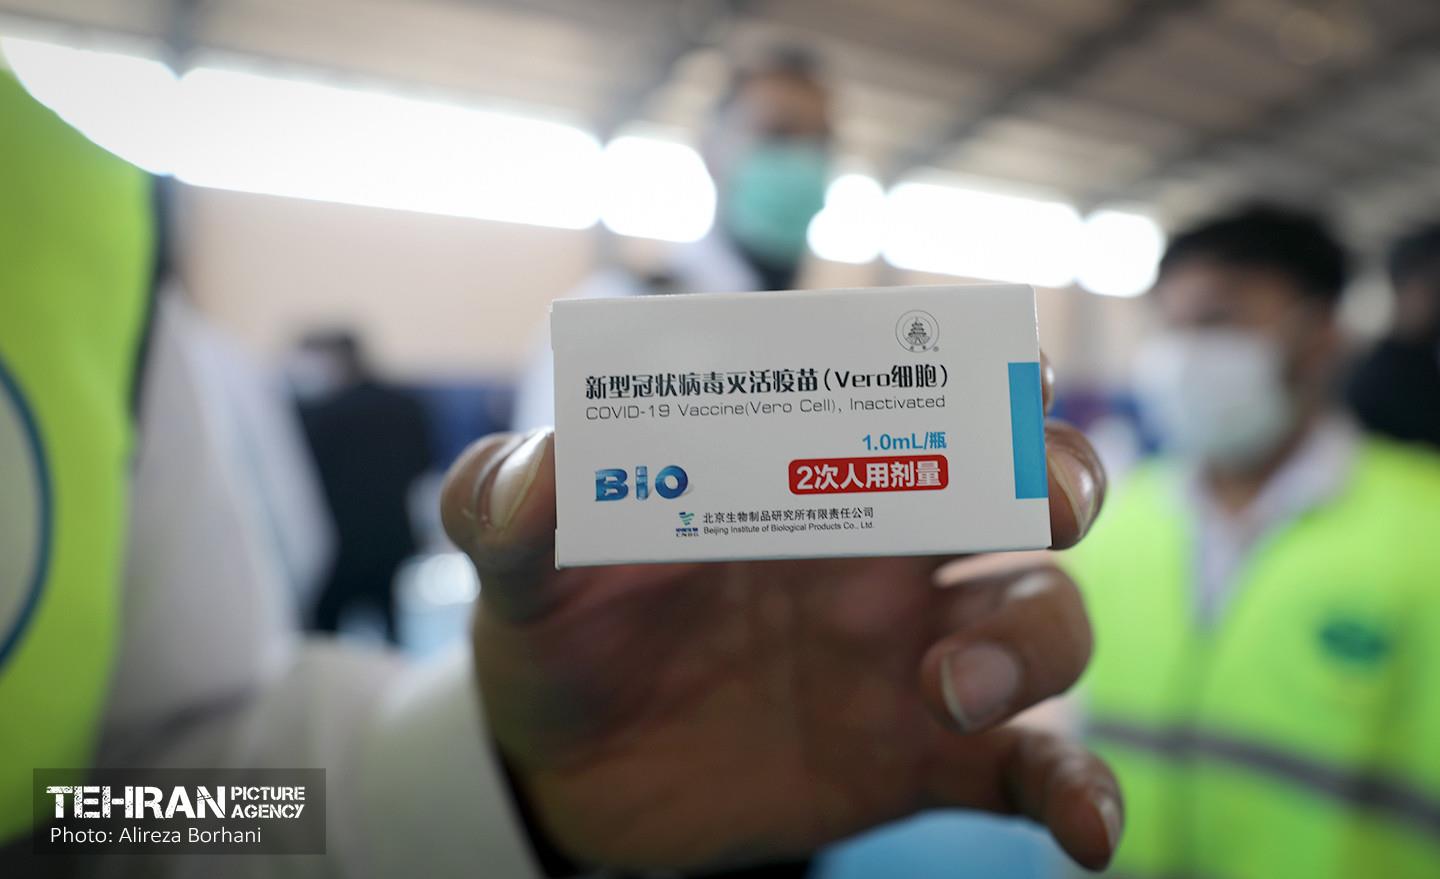 新型冠状病毒灭活疫苗(Vero细胞)
COVID-19 Vaccine(Vero Cell), Inactivated
1.0mL/瓶
2次人用剂量
BIO
北京生物制品研究所有限责任公司
CNBG
Beijing Institute of Biological Products Co., Ltd.
TEHRAN PICTURE AGENCY
Photo: Alireza Borhani